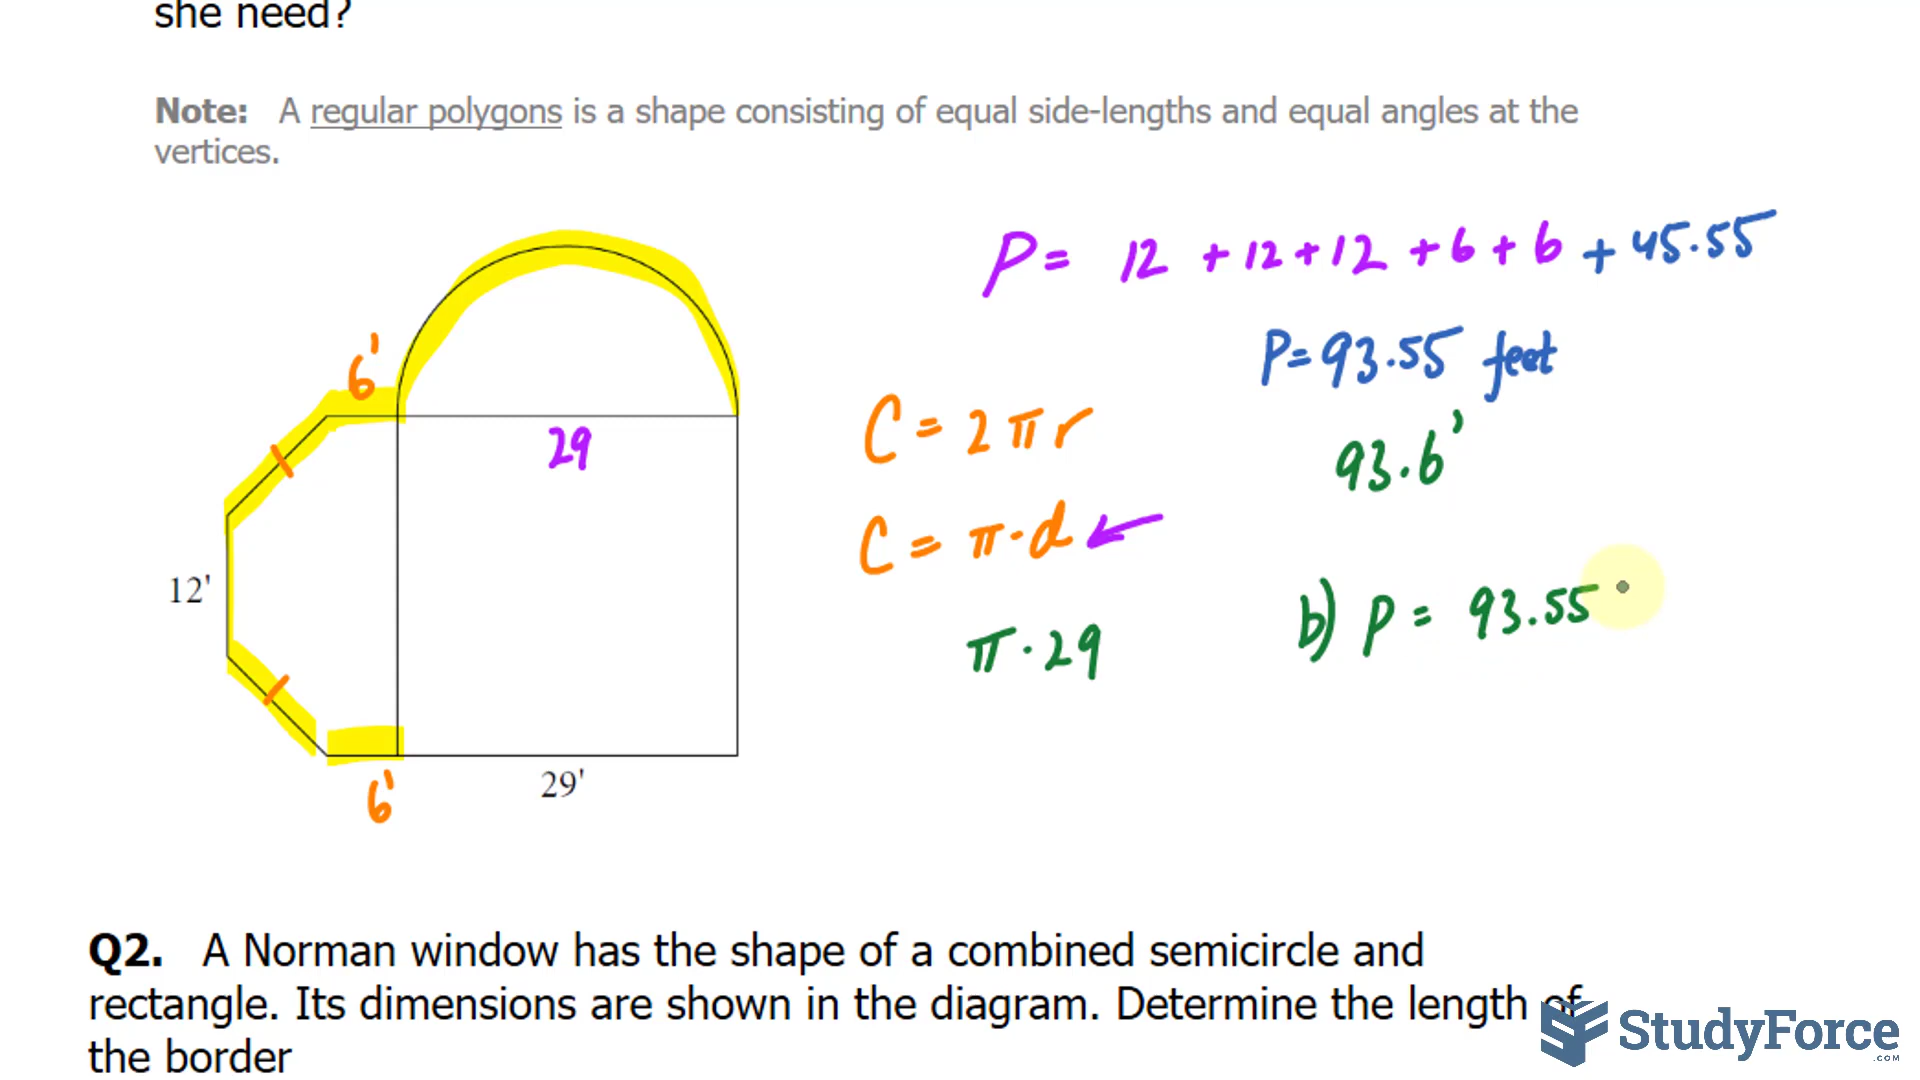 she need?
Note: A regular polygons is a shape consisting of equal side-lengths and equal angles at the
vertices.
P = 12 + 12 + 12 + 6 + 6 + 45.55
P = 93.55 feet
6'
C = 2πr
29
93.6'
C = π·d
12'
b) P = 93.55
π·29
29'
6'
Q2. A Norman window has the shape of a combined semicircle and
rectangle. Its dimensions are shown in the diagram. Determine the length of
the border
StudyForce
.COM